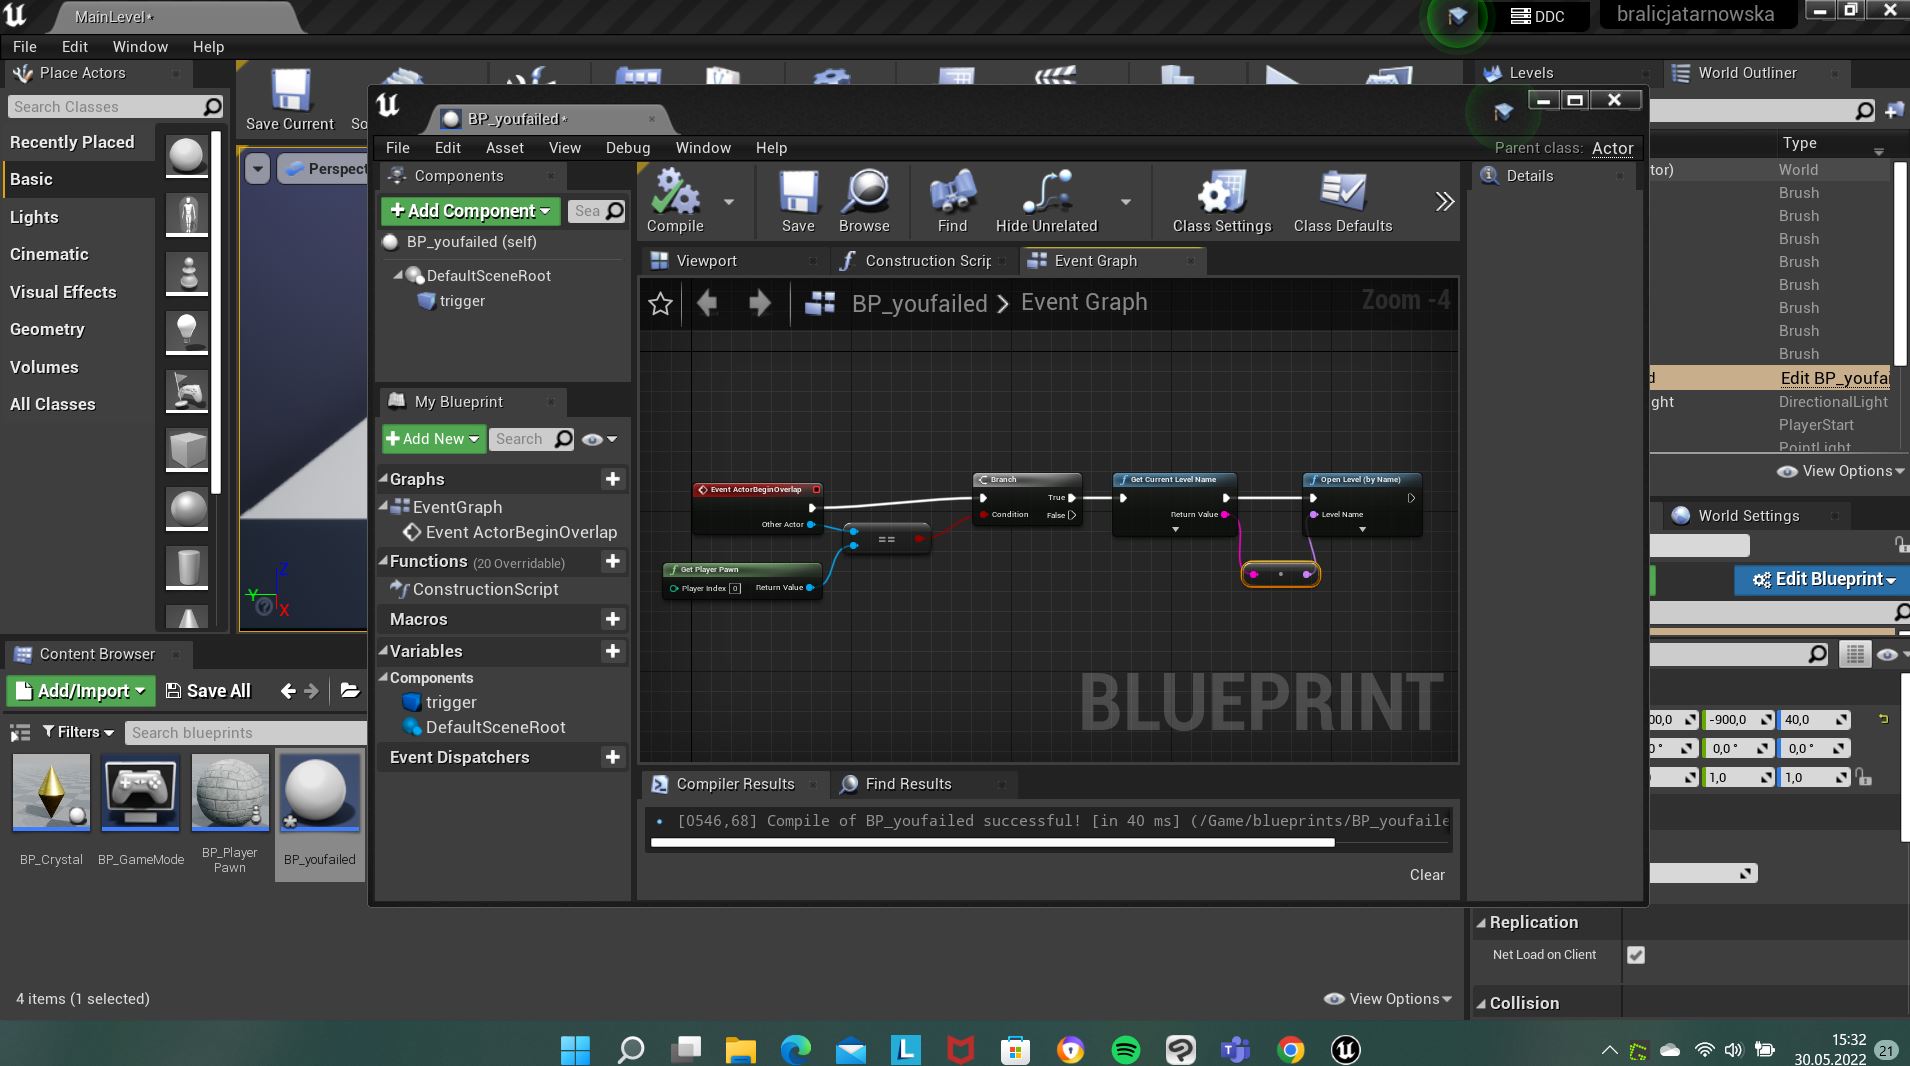 MainLevel*
DDC
bralicjatarnowska
File Edit Window Help
Place Actors
Search Classes
Recently Placed
Basic
Lights
Cinematic
Visual Effects
Geometry
Volumes
All Classes
Save Current
Perspect
Z
Y
X
Levels
World Outliner
Type
tor) World
Brush
Brush
Brush
Brush
Brush
Brush
Brush
Brush
d Edit BP_youfai
ght DirectionalLight
PlayerStart
PointLight
View Options
World Settings
Edit Blueprint
00,0 -900,0 40,0
0 ° 0,0 ° 0,0 °
1,0 1,0
Replication
Net Load on Client
Collision
BP_youfailed*
File Edit Asset View Debug Window Help
Parent class: Actor
Components
+ Add Component
Sea
BP_youfailed (self)
DefaultSceneRoot
trigger
My Blueprint
+ Add New
Search
Graphs
EventGraph
Event ActorBeginOverlap
Functions (20 Overridable)
ConstructionScript
Macros
Variables
Components
trigger
DefaultSceneRoot
Event Dispatchers
Compile
Save
Browse
Find
Hide Unrelated
Class Settings
Class Defaults
Details
Viewport
Construction Scrip
Event Graph
BP_youfailed > Event Graph
Zoom -4
Event ActorBeginOverlap
Other Actor
Get Player Pawn
Player Index 0 Return Value
==
Branch
True
Condition False
Get Current Level Name
Return Value
Open Level (by Name)
Level Name
BLUEPRINT
Compiler Results
Find Results
[0546,68] Compile of BP_youfailed successful! [in 40 ms] (/Game/blueprints/BP_youfaile
Clear
Content Browser
Add/Import
Save All
Filters
Search blueprints
BP_Crystal
BP_GameMode
BP_Player
Pawn
BP_youfailed
4 items (1 selected)
View Options
15:32
30.05.2022
21